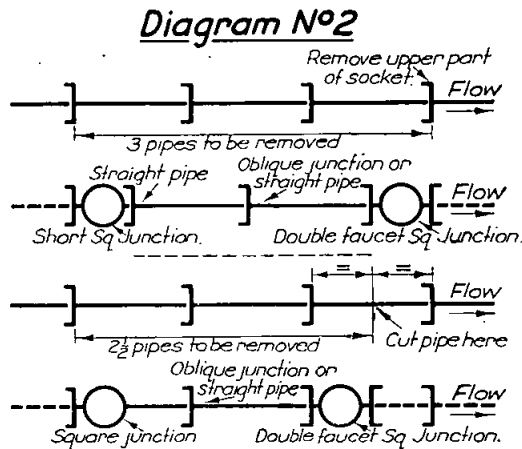 Diagram No2
Remove upper part
of socket.
Flow
3 pipes to be removed
Straight pipe
Oblique junction or
straight pipe
Flow
Short Sq Junction.
Double faucet Sq Junction.
= =
Flow
2½ pipes to be removed
Cut pipe here
Oblique junction or
straight pipe
Flow
Square junction
Double faucet Sq Junction.